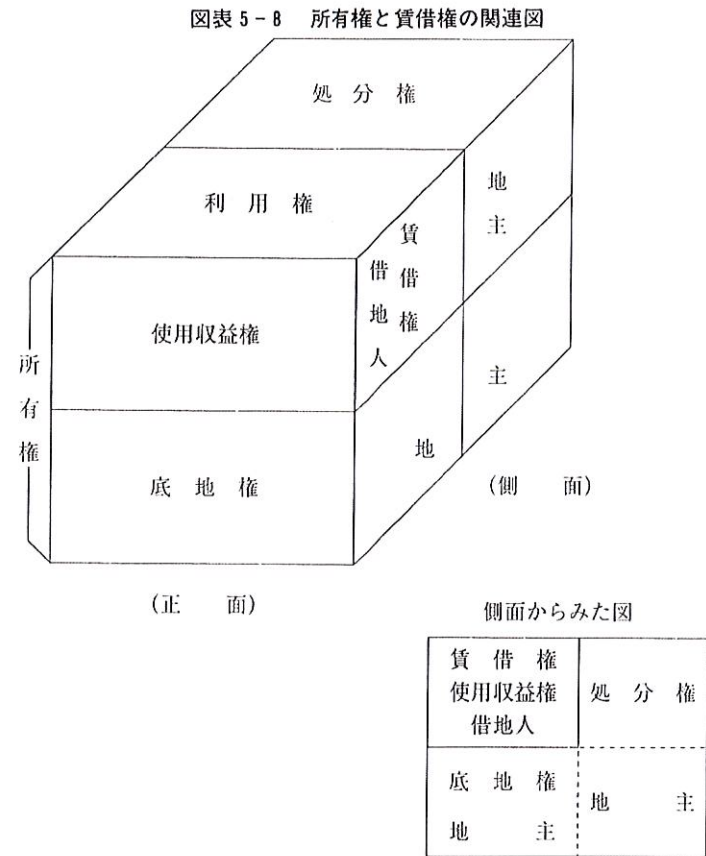 図表5-8 所有権と賃借権の関連図
処分権
利用権
地主
賃借権
借地人
使用収益権
所有権
底地権
地主
(側面)
(正面)
側面からみた図
賃借権
使用収益権
借地人
処分権
底地権
地主
地主